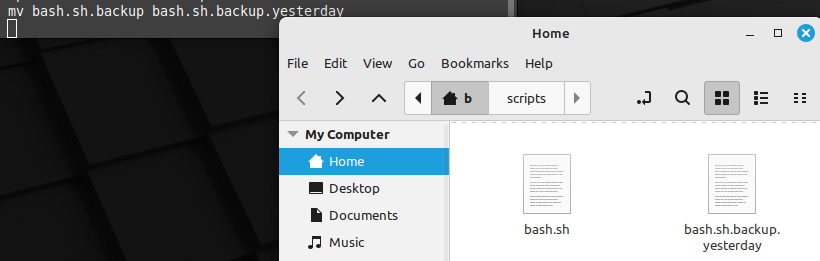 mv bash.sh.backup bash.sh.backup.yesterday
Home
File Edit View Go Bookmarks Help
b scripts
My Computer
Home
Desktop
Documents
Music
bash.sh
bash.sh.backup.
yesterday